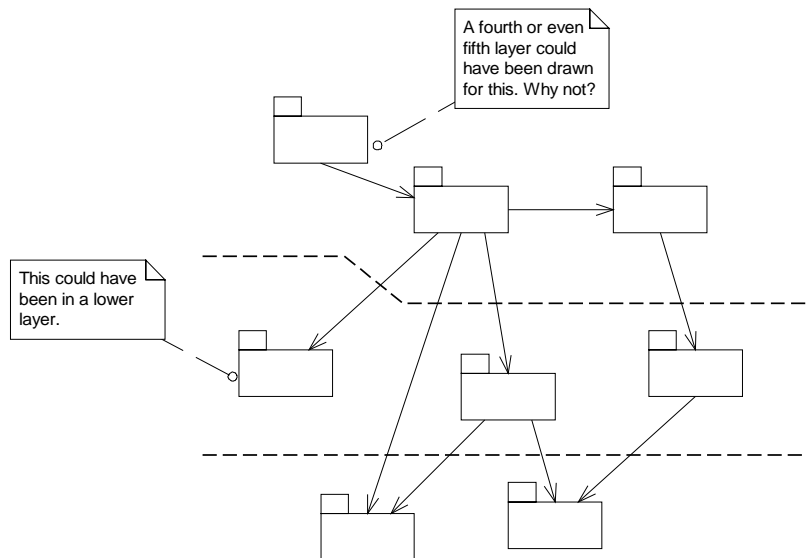 A fourth or even
fifth layer could
have been drawn
for this. Why not?
This could have
been in a lower
layer.